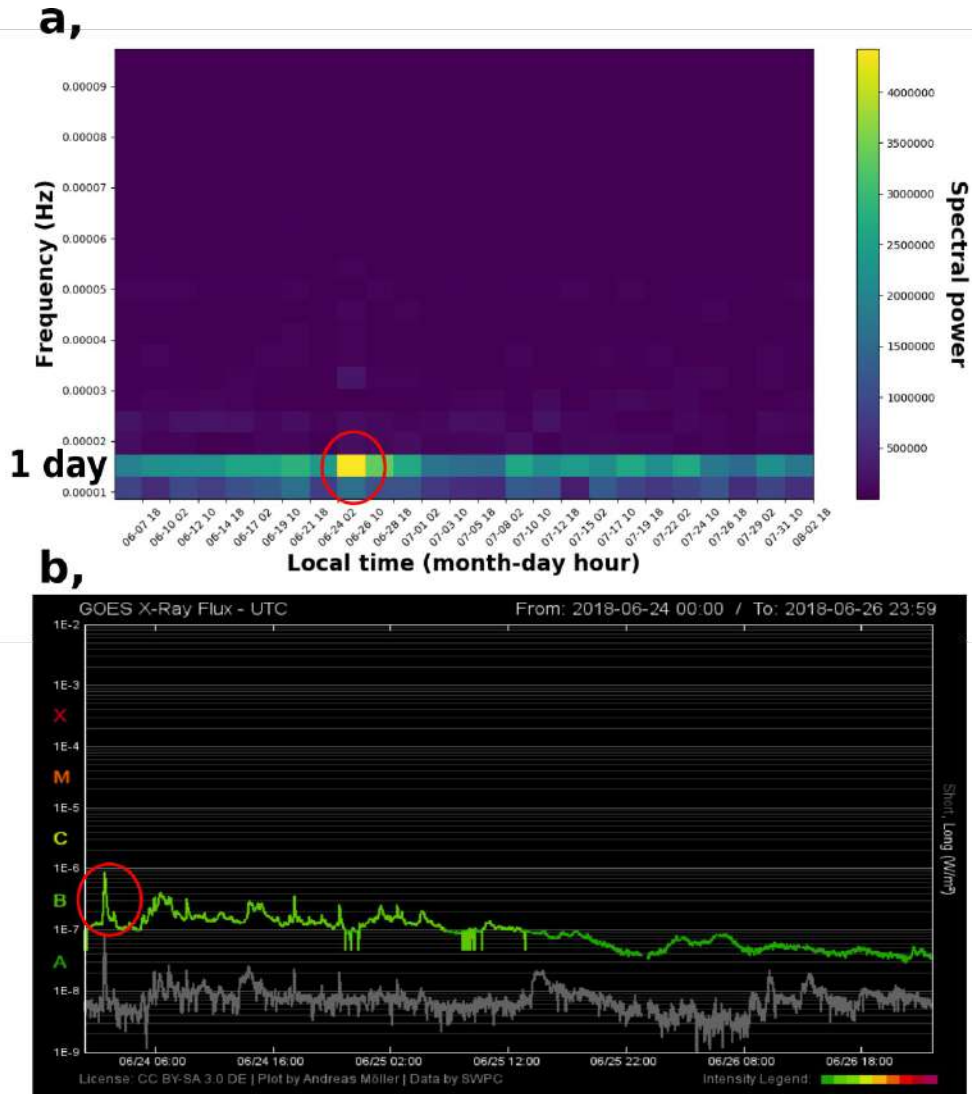 a,
0.00009
0.00008
0.00007
0.00006
0.00005
0.00004
0.00003
0.00002
0.00001
Frequency (Hz)
1 day
06-07 18
06-10 02
06-12 10
06-14 18
06-17 02
06-19 10
06-21 18
06-24 02
06-26 10
06-28 18
07-01 02
07-03 10
07-05 18
07-08 02
07-10 10
07-12 18
07-15 02
07-17 10
07-19 18
07-22 02
07-24 10
07-26 18
07-29 02
07-31 10
08-02 18
Local time (month-day hour)
4000000
3500000
3000000
2500000
2000000
1500000
1000000
500000
Spectral power
b,
GOES X-Ray Flux - UTC From: 2018-06-24 00:00 / To: 2018-06-26 23:59
1E-2
1E-3
X
1E-4
M
1E-5
C
1E-6
B
1E-7
A
1E-8
1E-9
Short, Long (W/m²)
06/24 06:00 06/24 16:00 06/25 02:00 06/25 12:00 06/25 22:00 06/26 08:00 06/26 18:00
License: CC BY-SA 3.0 DE | Plot by Andreas Möller | Data by SWPC Intensity Legend: